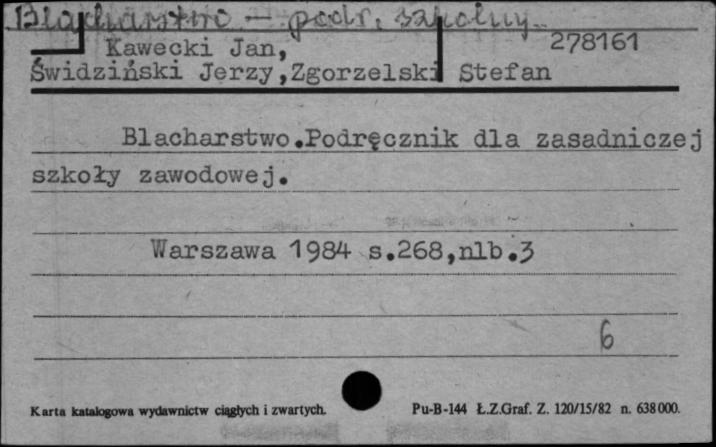 Blacharstwo – podr. szkolny
Kawecki Jan, 278161
Świdziński Jerzy,Zgorzelski Stefan
Blacharstwo.Podręcznik dla zasadniczej
szkoły zawodowej.
Warszawa 1984 s.268,nlb.3
6
Karta katalogowa wydawnictw ciągłych i zwartych. Pu-B-144 Ł.Z.Graf. Z. 120/15/82 n. 638000.